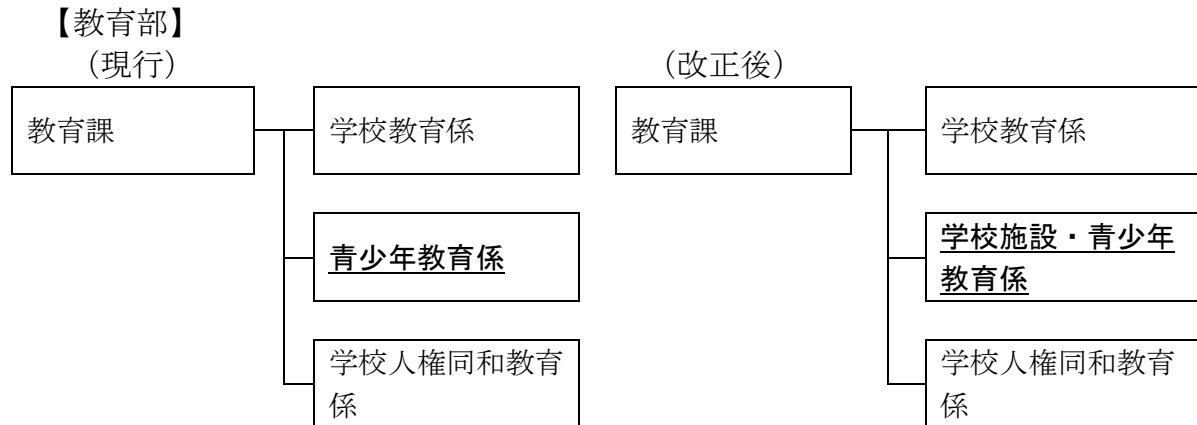 【教育部】
（現行）
（改正後）
教育課
学校教育係
青少年教育係
学校人権同和教育
係
教育課
学校教育係
学校施設・青少年
教育係
学校人権同和教育
係